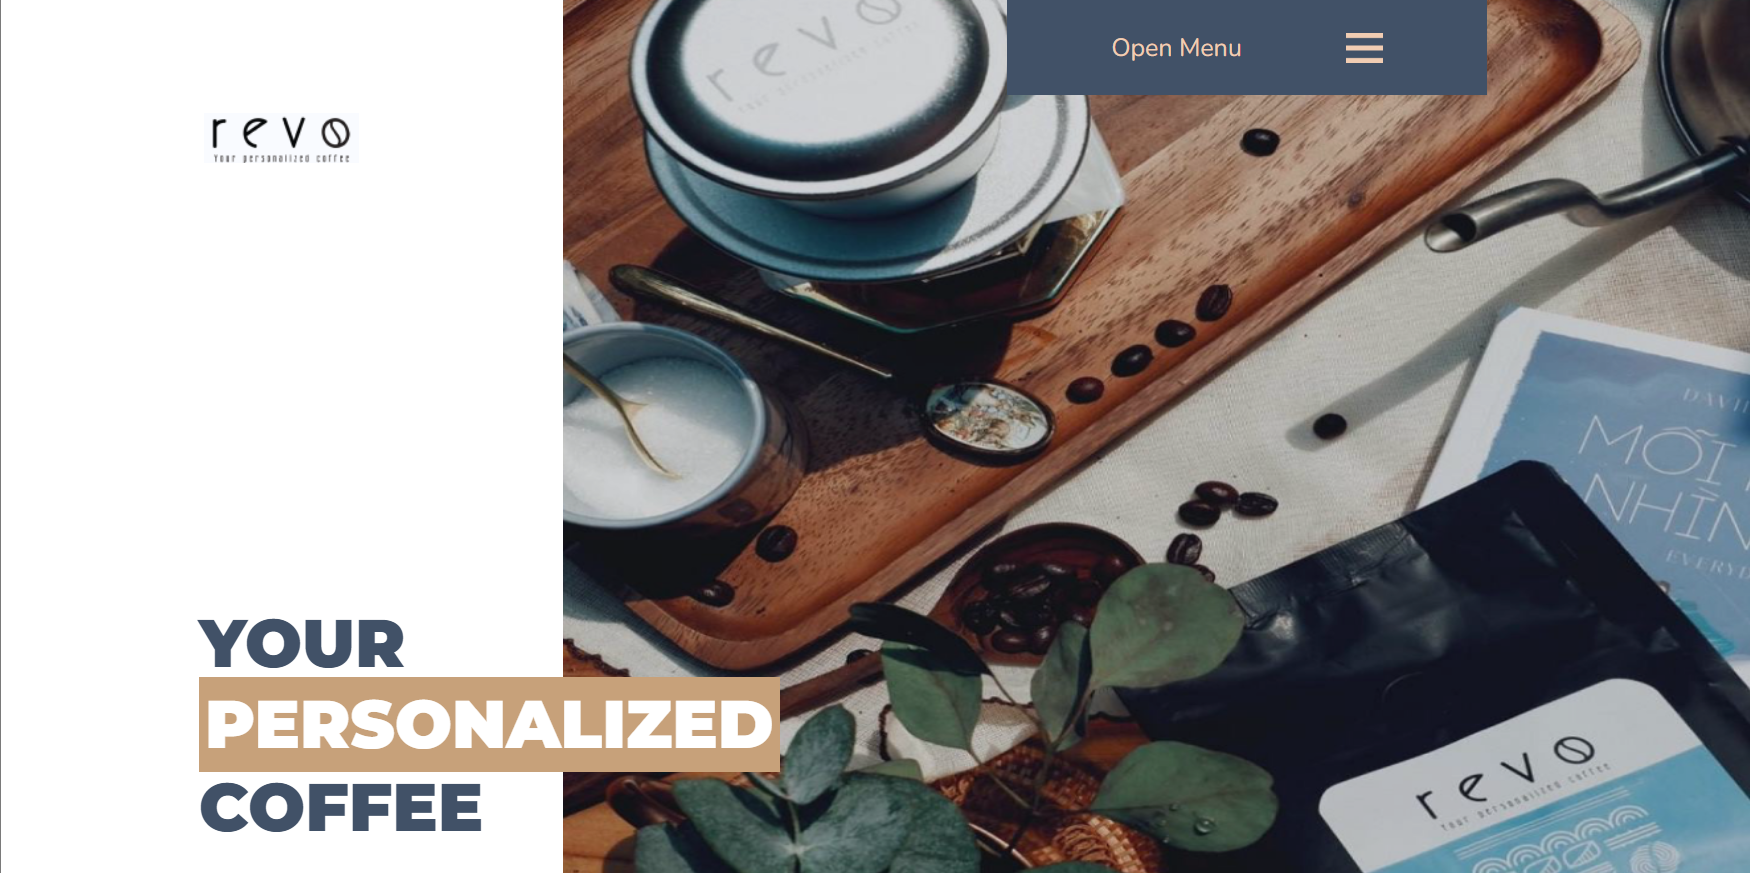 revo
Your personalized coffee
Open Menu
revo
Your personalized coffee
DAVI
MỖI
NHÌN
EVERYD
YOUR
PERSONALIZED
COFFEE
revo
Your personalized coffee